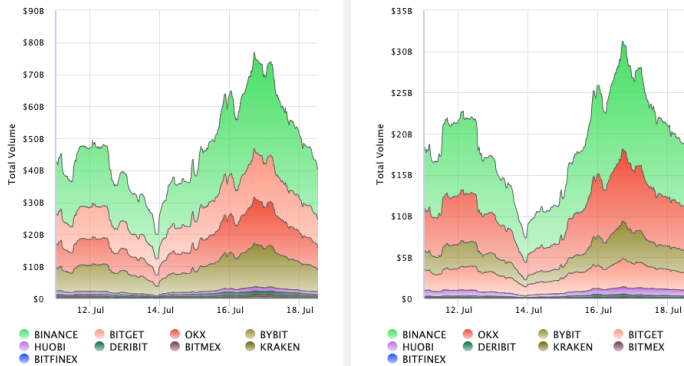 $90B
$80B
$70B
$60B
$50B
$40B
$30B
$20B
$10B
$0
Total Volume
12. Jul 14. Jul 16. Jul 18. Jul
BINANCE BITGET OKX BYBIT
HUOBI DERIBIT BITMEX KRAKEN
BITFINEX
$35B
$30B
$25B
$20B
$15B
$10B
$5B
$0
Total Volume
12. Jul 14. Jul 16. Jul 18. Jul
BINANCE OKX BYBIT BITGET
HUOBI DERIBIT KRAKEN BITMEX
BITFINEX